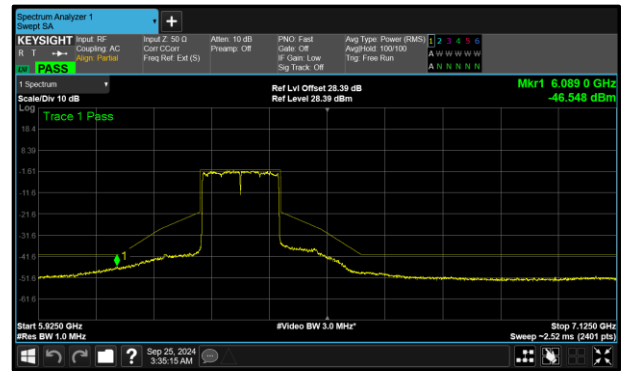 Spectrum Analyzer 1
Swept SA
+
KEYSIGHT Input: RF Input Z: 50 Ω Atten: 10 dB PNO: Fast Avg Type: Power (RMS) 1 2 3 4 5 6
R T Coupling: AC Corr CCorr Preamp: Off Gate: Off Avg|Hold: 100/100 A W W W W W
Align: Partial Freq Ref: Ext (S) IF Gain: Low Trig: Free Run
PASS Sig Track: Off A N N N N N
1 Spectrum Ref Lvl Offset 28.39 dB Mkr1 6.089 0 GHz
Scale/Div 10 dB Ref Level 28.39 dBm -46.548 dBm
Log
Trace 1 Pass
18.4
8.39
-1.61
-11.6
-21.6
-31.6
-41.6
1
-51.6
-61.6
Start 5.9250 GHz #Video BW 3.0 MHz* Stop 7.1250 GHz
#Res BW 1.0 MHz Sweep ~2.52 ms (2401 pts)
? Sep 25, 2024
3:35:15 AM